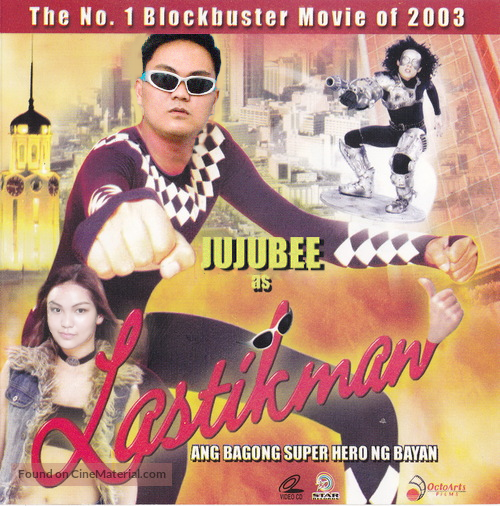 The No. 1 Blockbuster Movie of 2003
JUJUBEE
as
Lastikman
ANG BAGONG SUPER HERO NG BAYAN
Found on CineMaterial.com
VIDEO CD
STAR
RECORDS
OctoArts
FILMS